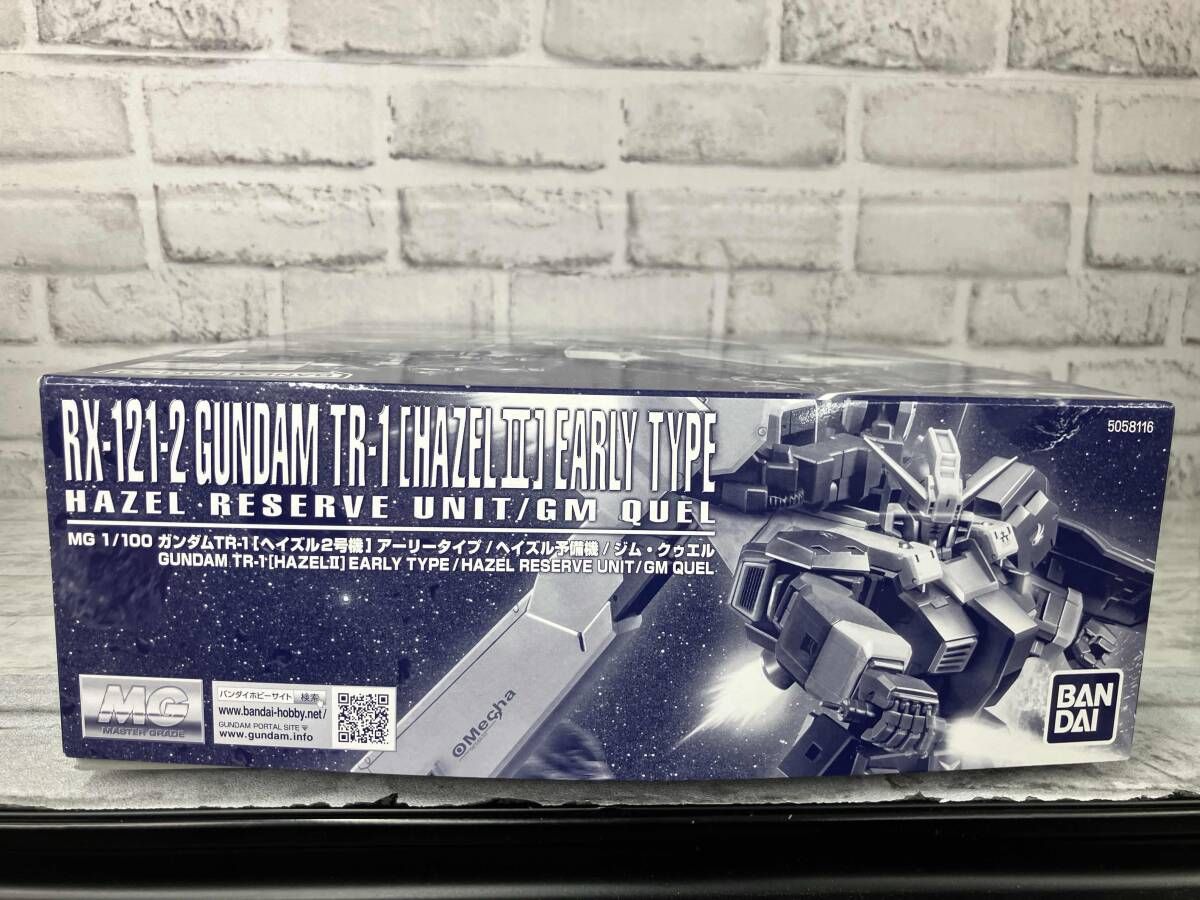 RX-121-2 GUNDAM TR-1 [HAZEL II] EARLY TYPE
HAZEL RESERVE UNIT/GM QUEL
MG 1/100 ガンダムTR-1[ヘイズル2号機] アーリータイプ/ヘイズル予備機/ジム・クゥエル
GUNDAM TR-1[HAZEL-II] EARLY TYPE/HAZEL RESERVE UNIT/GM QUEL
5058116
MG
MASTER GRADE
バンダイホビーサイト 検索
www.bandai-hobby.net/
GUNDAM PORTAL SITE
www.gundam.info
Mecha
BAN
DAI